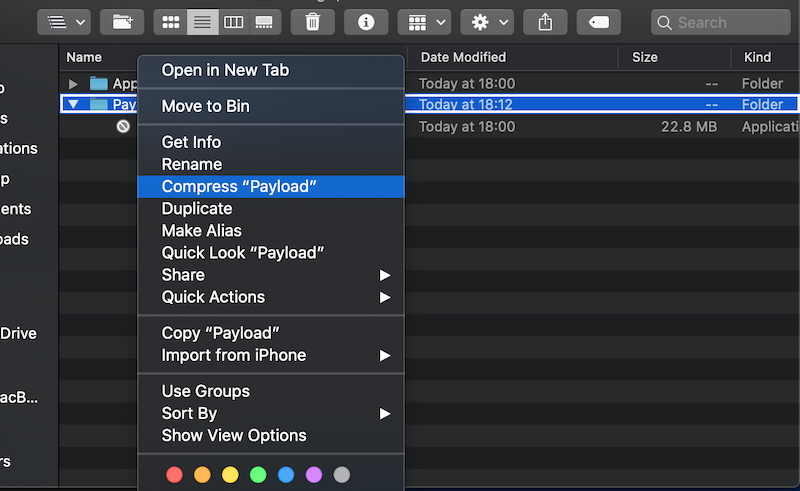 Search
Name
Date Modified
Size
Kind
App
Today at 18:00
--
Folder
Pay
Today at 18:12
--
Folder
Today at 18:00
22.8 MB
Applicati
p
s
ations
p
ents
oads
Drive
acB...
rs
Open in New Tab
Move to Bin
Get Info
Rename
Compress “Payload”
Duplicate
Make Alias
Quick Look “Payload”
Share
Quick Actions
Copy “Payload”
Import from iPhone
Use Groups
Sort By
Show View Options